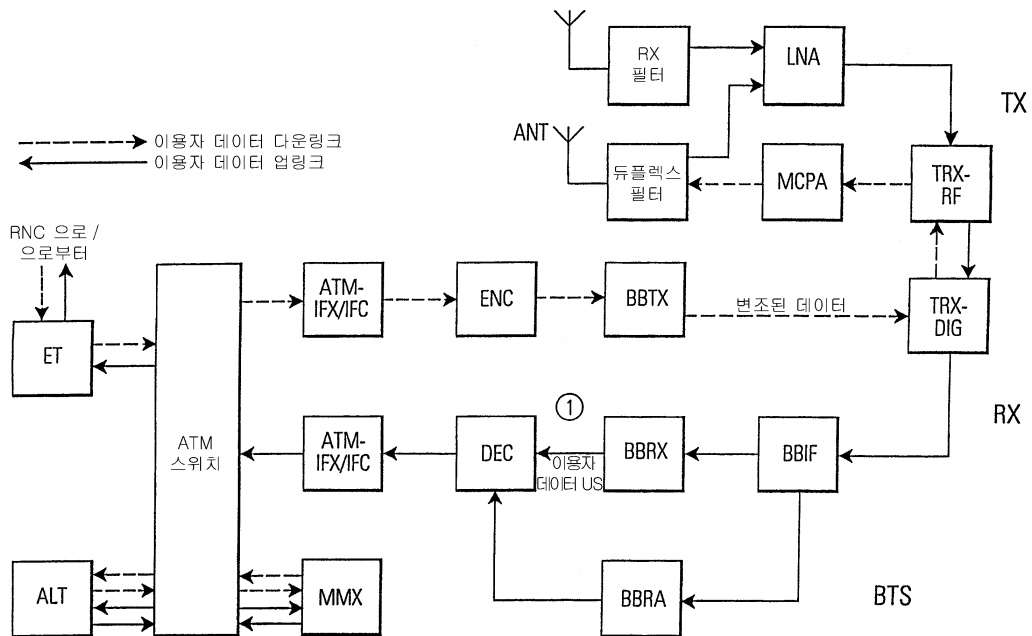 RX
필터
LNA
TX
ANT
이용자 데이터 다운링크
이용자 데이터 업링크
듀플렉스
필터
MCPA
TRX-
RF
RNC 으로 /
으로부터
ATM-
IFX/IFC
ENC
BBTX
변조된 데이터
TRX-
DIG
ET
RX
①
ATM
스위치
ATM-
IFX/IFC
DEC
이용자
데이터 US
BBRX
BBIF
ALT
MMX
BBRA
BTS